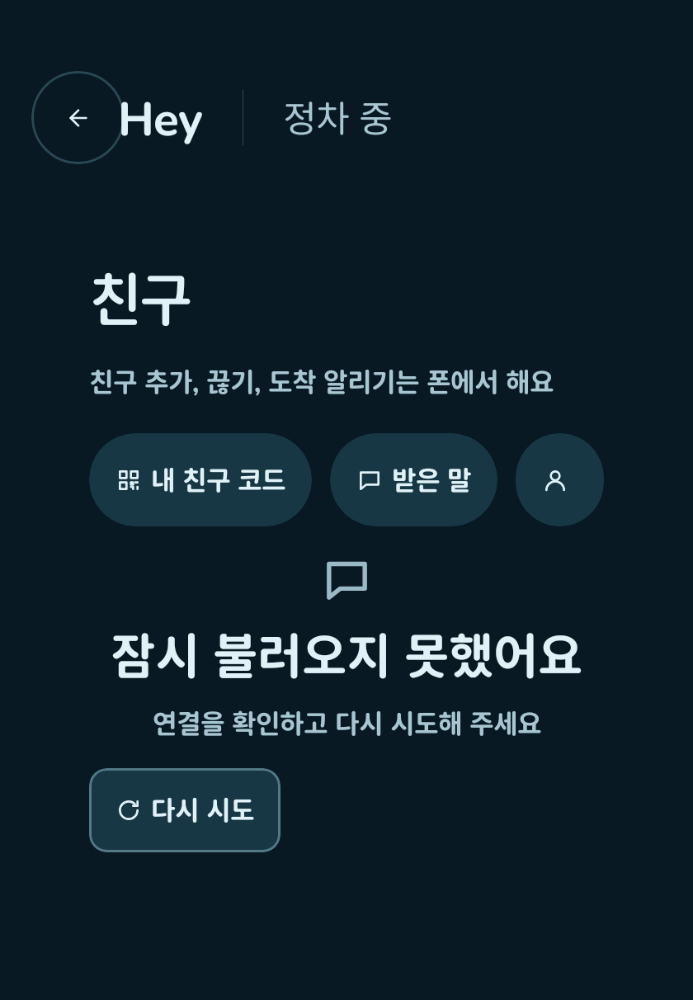 Hey
정차 중
친구
친구 추가, 끊기, 도착 알리기는 폰에서 해요
내 친구 코드
받은 말
잠시 불러오지 못했어요
연결을 확인하고 다시 시도해 주세요
다시 시도